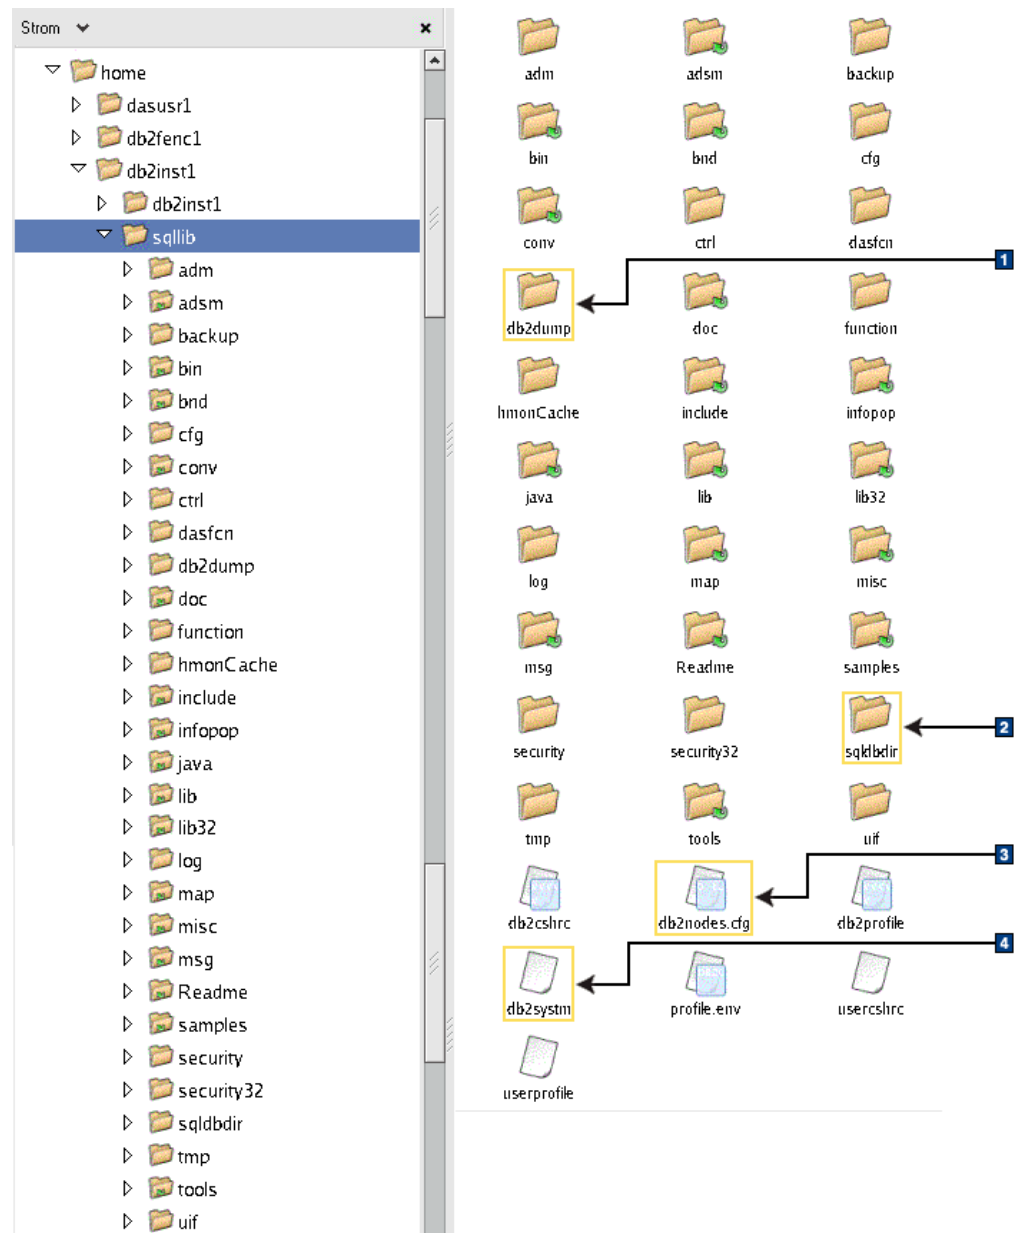 Strom
home
dasusr1
db2fenc1
db2inst1
db2inst1
sqllib
adm
adsm
backup
bin
bnd
cfg
conv
ctrl
dasfcn
db2dump
doc
function
hmonCache
include
infopop
java
lib
lib32
log
map
misc
msg
Readme
samples
security
security32
sqldbdir
tmp
tools
uif
adm adsm backup
bin bnd cfg
conv ctrl dasfcn
1
db2dump doc function
hmonCache include infopop
java lib lib32
log map misc
msg Readme samples
2
security security32 sqldbdir
tmp tools uif
3
db2cshrc db2nodes.cfg db2profile
4
db2systm profile.env usercshrc
userprofile